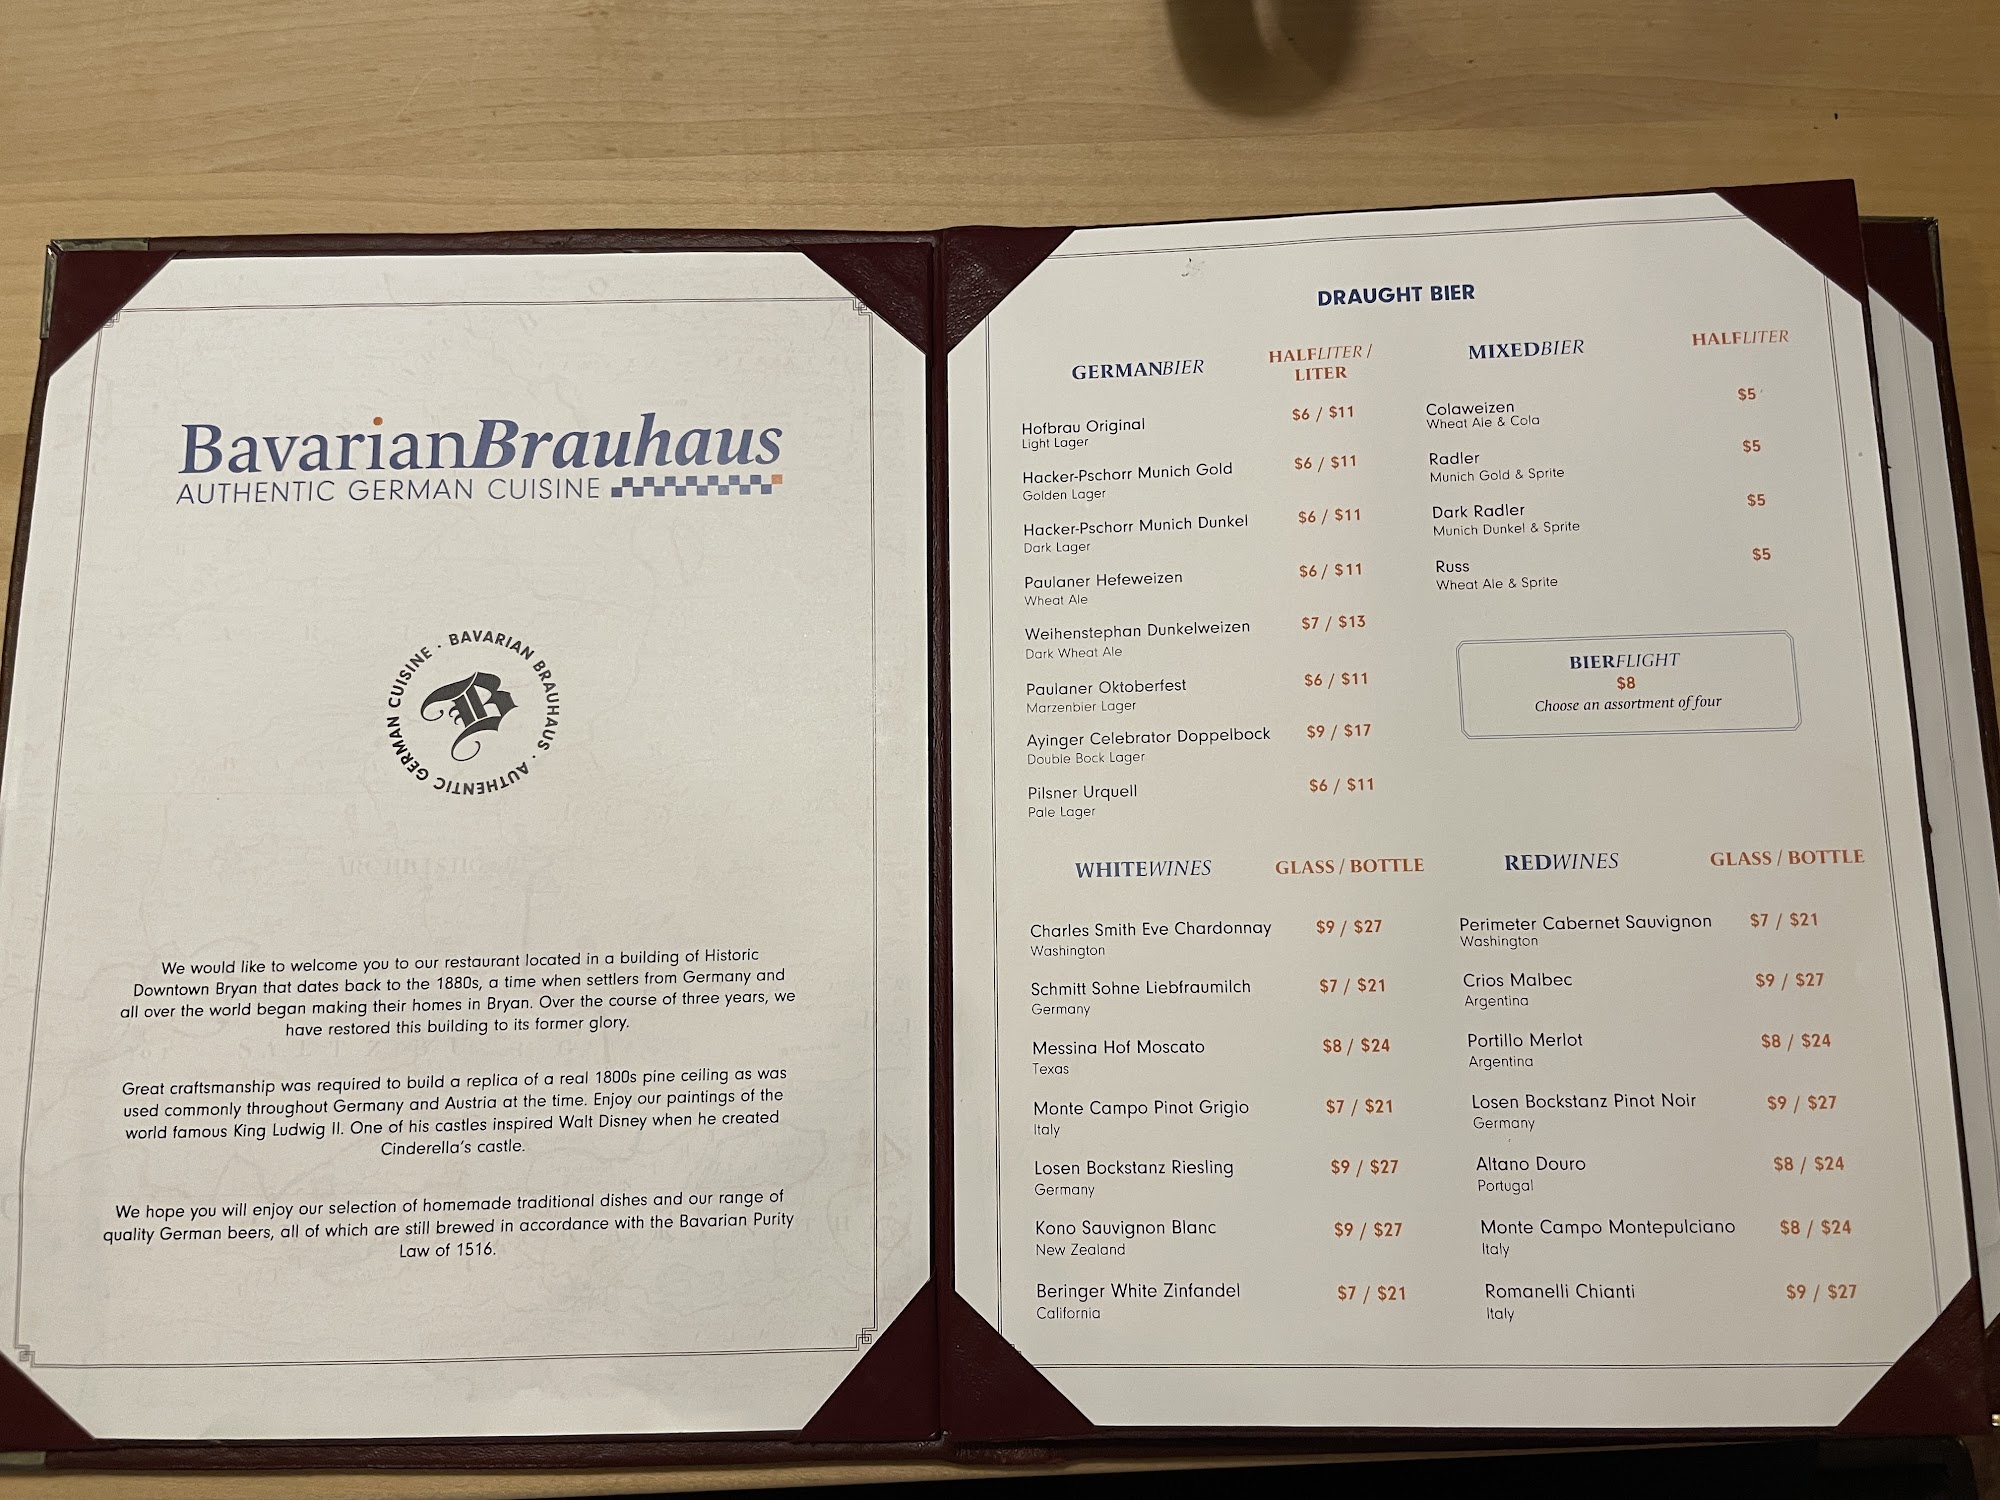 BavarianBrauhaus
AUTHENTIC GERMAN CUISINE
· BAVARIAN BRAUHAUS · AUTHENTIC GERMAN CUISINE
B
We would like to welcome you to our restaurant located in a building of Historic
Downtown Bryan that dates back to the 1880s, a time when settlers from Germany and
all over the world began making their homes in Bryan. Over the course of three years, we
have restored this building to its former glory.
Great craftsmanship was required to build a replica of a real 1800s pine ceiling as was
used commonly throughout Germany and Austria at the time. Enjoy our paintings of the
world famous King Ludwig II. One of his castles inspired Walt Disney when he created
Cinderella's castle.
We hope you will enjoy our selection of homemade traditional dishes and our range of
quality German beers, all of which are still brewed in accordance with the Bavarian Purity
Law of 1516.
DRAUGHT BIER
GERMANBIER HALFLITER /
LITER
Hofbrau Original $6 / $11
Light Lager
Hacker-Pschorr Munich Gold $6 / $11
Golden Lager
Hacker-Pschorr Munich Dunkel $6 / $11
Dark Lager
Paulaner Hefeweizen $6 / $11
Wheat Ale
Weihenstephan Dunkelweizen $7 / $13
Dark Wheat Ale
Paulaner Oktoberfest $6 / $11
Marzenbier Lager
Ayinger Celebrator Doppelbock $9 / $17
Double Bock Lager
Pilsner Urquell $6 / $11
Pale Lager
MIXEDBIER HALFLITER
Colaweizen $5
Wheat Ale & Cola
Radler $5
Munich Gold & Sprite
Dark Radler $5
Munich Dunkel & Sprite
Russ $5
Wheat Ale & Sprite
BIERFLIGHT
$8
Choose an assortment of four
WHITEWINES GLASS / BOTTLE
Charles Smith Eve Chardonnay $9 / $27
Washington
Schmitt Sohne Liebfraumilch $7 / $21
Germany
Messina Hof Moscato $8 / $24
Texas
Monte Campo Pinot Grigio $7 / $21
Italy
Losen Bockstanz Riesling $9 / $27
Germany
Kono Sauvignon Blanc $9 / $27
New Zealand
Beringer White Zinfandel $7 / $21
California
REDWINES GLASS / BOTTLE
Perimeter Cabernet Sauvignon $7 / $21
Washington
Crios Malbec $9 / $27
Argentina
Portillo Merlot $8 / $24
Argentina
Losen Bockstanz Pinot Noir $9 / $27
Germany
Altano Douro $8 / $24
Portugal
Monte Campo Montepulciano $8 / $24
Italy
Romanelli Chianti $9 / $27
Italy